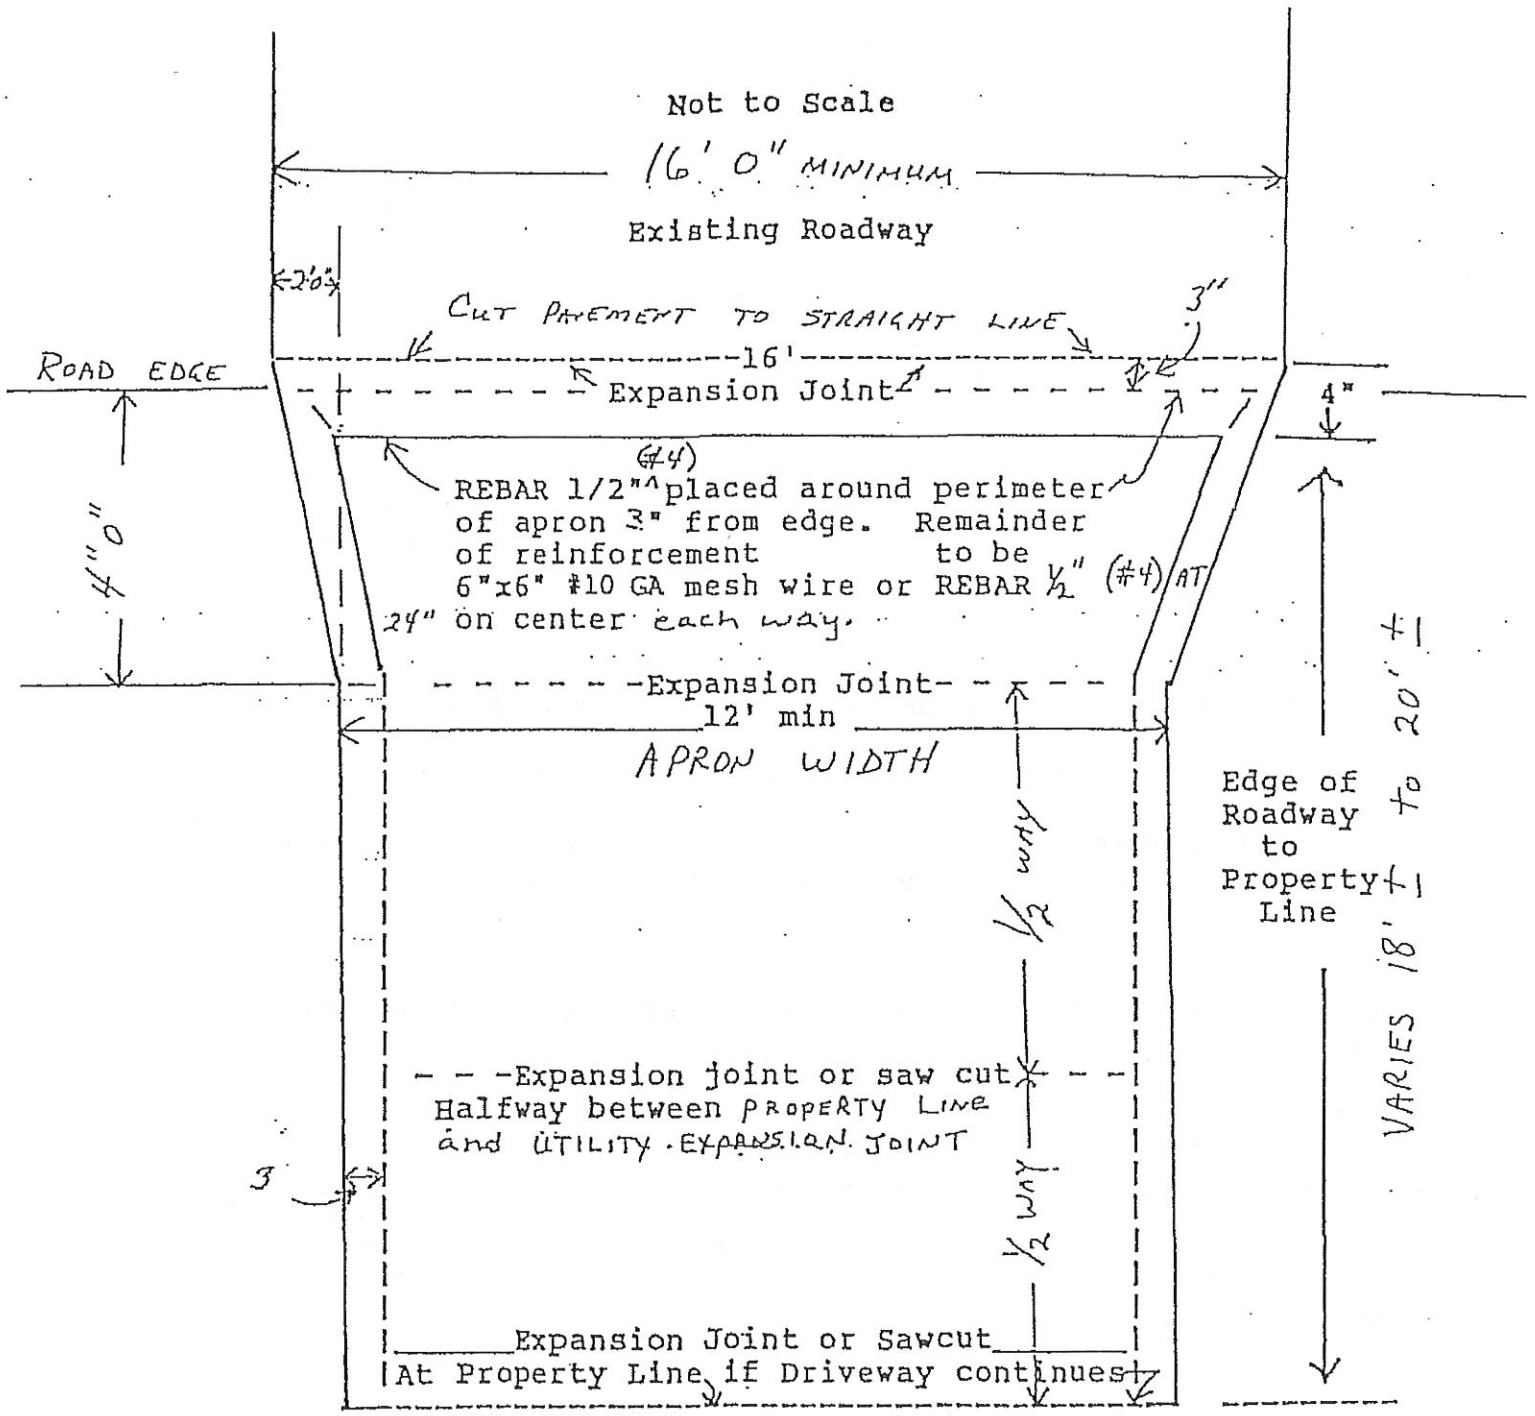 Not to Scale
16' 0" MINIMUM
Existing Roadway
2'0"
CUT PAVEMENT TO STRAIGHT LINE
3"
16'
ROAD EDGE
Expansion Joint
4"
(#4)
REBAR 1/2"^placed around perimeter
of apron 3" from edge. Remainder
of reinforcement to be
6"x6" #10 GA mesh wire or REBAR 1/2" (#4) AT
24" on center each way.
4"0"
Expansion Joint
12' min
APRON WIDTH
Edge of
Roadway
to
Property
Line
VARIES 18' ± to 20' ±
1/2 WAY
Expansion joint or saw cut
Halfway between PROPERTY LINE
and UTILITY EXPANSION JOINT
3
1/2 WAY
Expansion Joint or Sawcut
At Property Line if Driveway continues